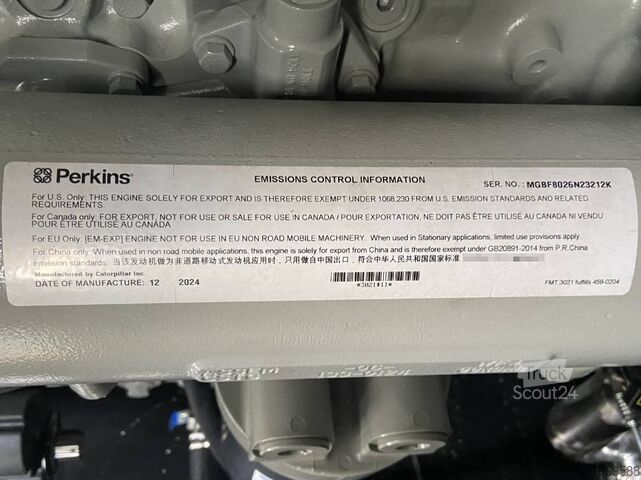 Perkins
EMISSIONS CONTROL INFORMATION
SER. NO. : MGBF8026N23212K
For U.S. Only: THIS ENGINE SOLELY FOR EXPORT AND IS THEREFORE EXEMPT UNDER 1068.230 FROM U.S. EMISSION STANDARDS AND RELATED
REQUIREMENTS.
For Canada only: FOR EXPORT, NOT FOR USE OR SALE FOR USE IN CANADA / POUR EXPORTATION, NE DOIT PAS ÊTRE UTILISÉ AU CANADA NI VENDU
POUR ÊTRE UTILISÉ AU CANADA
For EU Only: [EM-EXP] ENGINE NOT FOR USE IN EU NON ROAD MOBILE MACHINERY. When used in Stationary applications, limited use provisions apply.
For China only: When used in non road mobile applications, this engine is solely for export from China and is therefore exempt under GB20891-2014 from P.R.China
emission standards. 当该发动机做为非道路移动式发动机应用时，只用做自中国出口，符合中华人民共和国国家标准
Manufactured by Caterpillar Inc.
DATE OF MANUFACTURE: 12 2024
*3021#11*
FMT 3021 fulfills 459-0204
Truck
Scout24